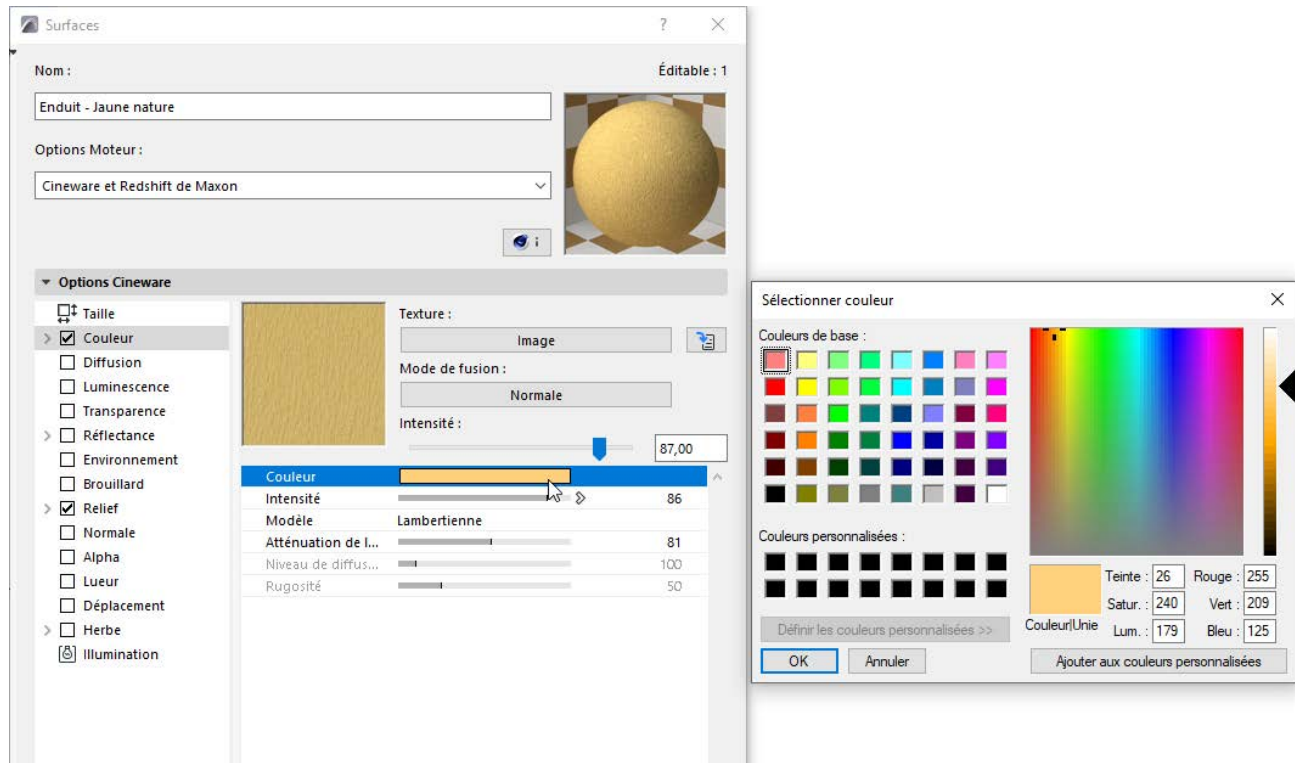 Surfaces
?
Nom :
Éditable : 1
Enduit - Jaune nature
Options Moteur :
Cineware et Redshift de Maxon
i
Options Cineware
Taille
Couleur
Diffusion
Luminescence
Transparence
Réflectance
Environnement
Brouillard
Relief
Normale
Alpha
Lueur
Déplacement
Herbe
Illumination
Texture :
Image
Mode de fusion :
Normale
Intensité :
87,00
Couleur
Intensité 86
Modèle Lambertienne
Atténuation de l... 81
Niveau de diffus... 100
Rugosité 50
Sélectionner couleur
Couleurs de base :
Couleurs personnalisées :
Définir les couleurs personnalisées >>
OK Annuler
Couleur|Unie
Teinte : 26 Rouge : 255
Satur. : 240 Vert : 209
Lum. : 179 Bleu : 125
Ajouter aux couleurs personnalisées